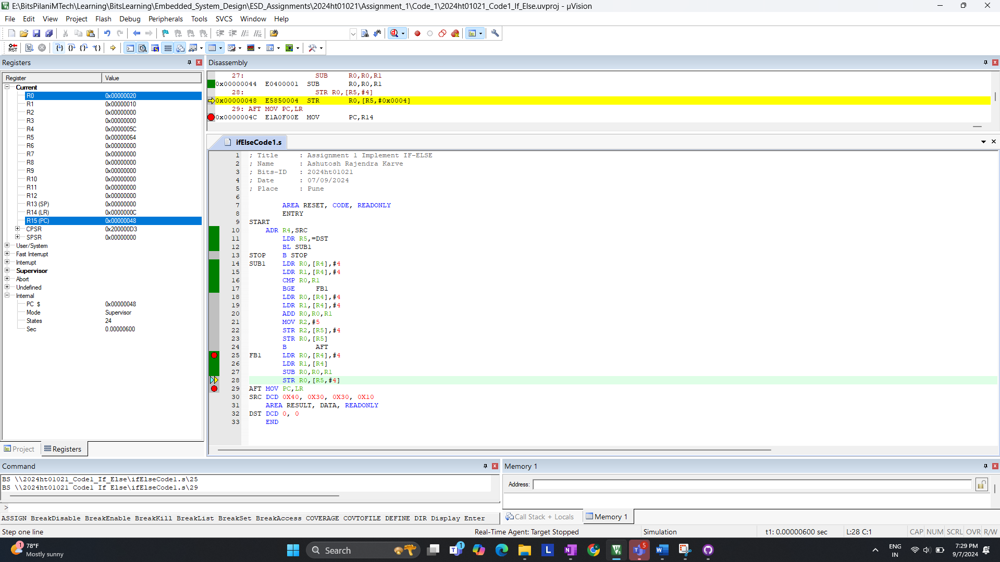 E:\BitsPilaniMTech\Learning\BitsLearning\Embedded_System_Design\ESD_Assignments\2024ht01021\Assignment_1\Code_1\2024ht01021_Code1_If_Else.uvproj - µVision
File Edit View Project Flash Debug Peripherals Tools SVCS Window Help
Registers
Register Value
Current
R0 0x00000020
R1 0x00000010
R2 0x00000000
R3 0x00000000
R4 0x0000005C
R5 0x00000064
R6 0x00000000
R7 0x00000000
R8 0x00000000
R9 0x00000000
R10 0x00000000
R11 0x00000000
R12 0x00000000
R13 (SP) 0x00000000
R14 (LR) 0x0000000C
R15 (PC) 0x00000048
CPSR 0x200000D3
SPSR 0x00000000
User/System
Fast Interrupt
Interrupt
Supervisor
Abort
Undefined
Internal
PC $ 0x00000048
Mode Supervisor
States 24
Sec 0.00000600
Project Registers
Disassembly
27: SUB R0,R0,R1
0x00000044 E0400001 SUB R0,R0,R1
28: STR R0,[R5,#4]
0x00000048 E5850004 STR R0,[R5,#0x0004]
29: AFT MOV PC,LR
0x0000004C E1A0F00E MOV PC,R14
ifElseCode1.s
1 ; Title : Assignment 1 Implement IF-ELSE
2 ; Name : Ashutosh Rajendra Karve
3 ; Bits-ID : 2024ht01021
4 ; Date : 07/09/2024
5 ; Place : Pune
6
7 AREA RESET, CODE, READONLY
8 ENTRY
9 START
10 ADR R4,SRC
11 LDR R5,=DST
12 BL SUB1
13 STOP B STOP
14 SUB1 LDR R0,[R4],#4
15 LDR R1,[R4],#4
16 CMP R0,R1
17 BGE FB1
18 LDR R0,[R4],#4
19 LDR R1,[R4],#4
20 ADD R0,R0,R1
21 MOV R2,#5
22 STR R2,[R5],#4
23 STR R0,[R5]
24 B AFT
25 FB1 LDR R0,[R4],#4
26 LDR R1,[R4]
27 SUB R0,R0,R1
28 STR R0,[R5,#4]
29 AFT MOV PC,LR
30 SRC DCD 0X40, 0X30, 0X30, 0X10
31 AREA RESULT, DATA, READONLY
32 DST DCD 0, 0
33 END
Command
BS \\2024ht01021_Code1_If_Else\ifElseCode1.s\25
BS \\2024ht01021_Code1_If_Else\ifElseCode1.s\29
>
ASSIGN BreakDisable BreakEnable BreakKill BreakList BreakSet BreakAccess COVERAGE COVTOFILE DEFINE DIR Display Enter
Memory 1
Address:
Call Stack + Locals Memory 1
Step one line Real-Time Agent: Target Stopped Simulation t1: 0.00000600 sec L:28 C:1 CAP NUM SCRL OVR R/W
78°F
Mostly sunny
Search
ENG
IN
7:29 PM
9/7/2024